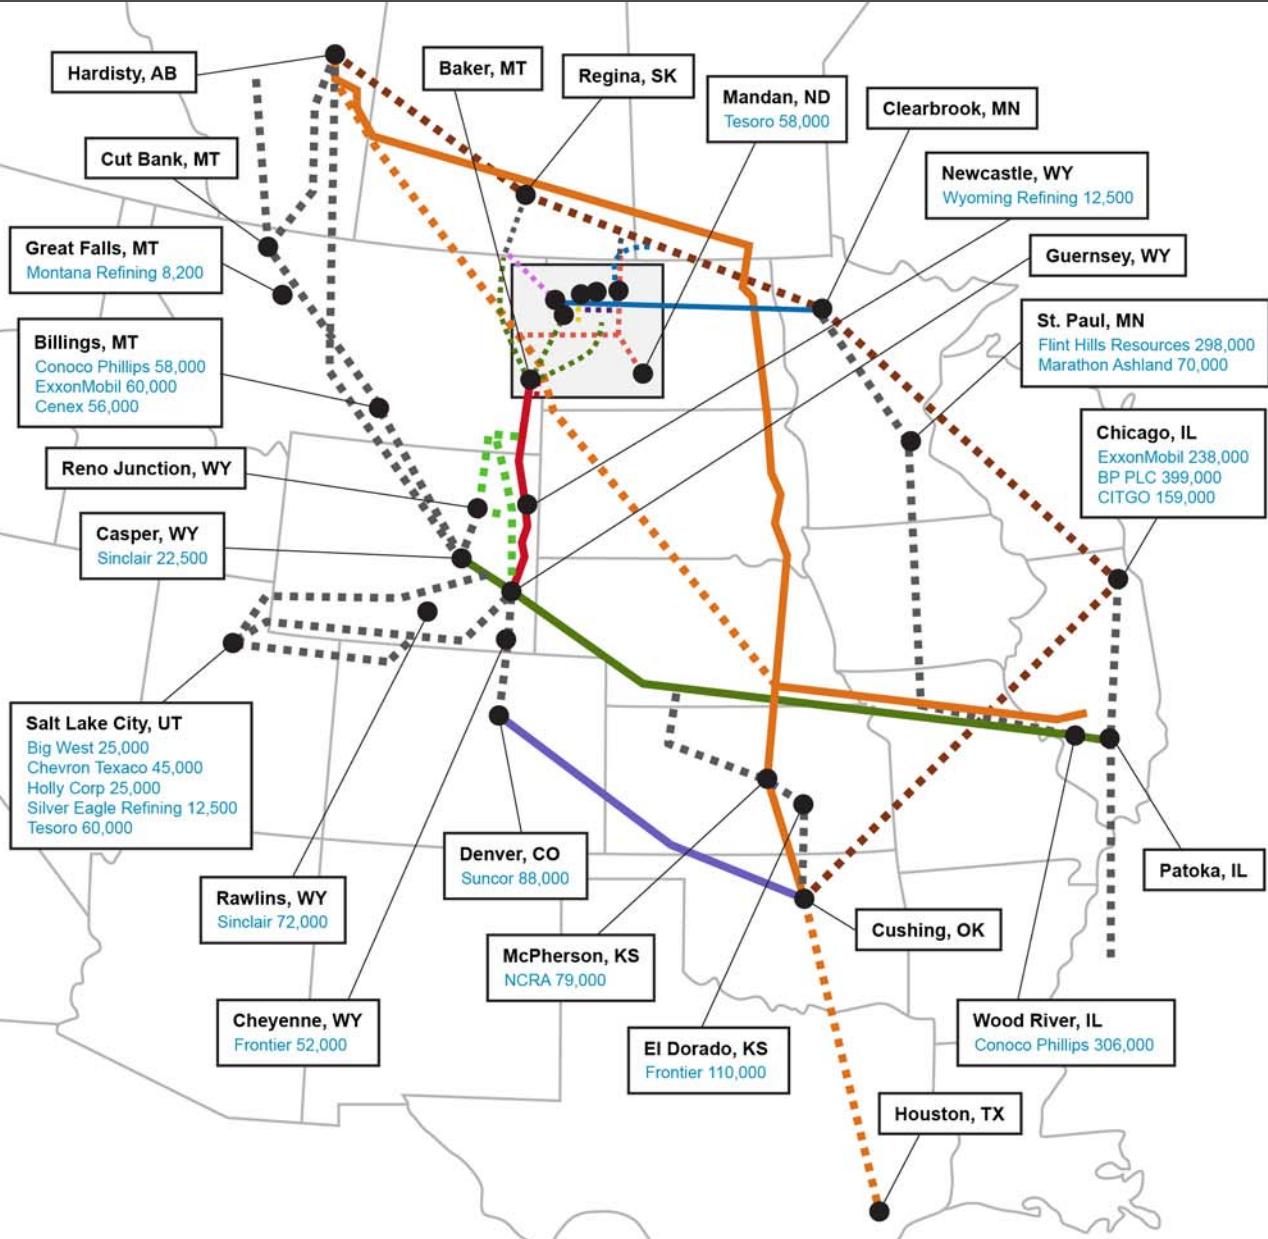 Hardisty, AB
Baker, MT
Regina, SK
Mandan, ND
Tesoro 58,000
Clearbrook, MN
Cut Bank, MT
Newcastle, WY
Wyoming Refining 12,500
Great Falls, MT
Montana Refining 8,200
Guernsey, WY
Billings, MT
Conoco Phillips 58,000
ExxonMobil 60,000
Cenex 56,000
St. Paul, MN
Flint Hills Resources 298,000
Marathon Ashland 70,000
Chicago, IL
ExxonMobil 238,000
BP PLC 399,000
CITGO 159,000
Reno Junction, WY
Casper, WY
Sinclair 22,500
Salt Lake City, UT
Big West 25,000
Chevron Texaco 45,000
Holly Corp 25,000
Silver Eagle Refining 12,500
Tesoro 60,000
Denver, CO
Suncor 88,000
Patoka, IL
Rawlins, WY
Sinclair 72,000
Cushing, OK
McPherson, KS
NCRA 79,000
Cheyenne, WY
Frontier 52,000
El Dorado, KS
Frontier 110,000
Wood River, IL
Conoco Phillips 306,000
Houston, TX